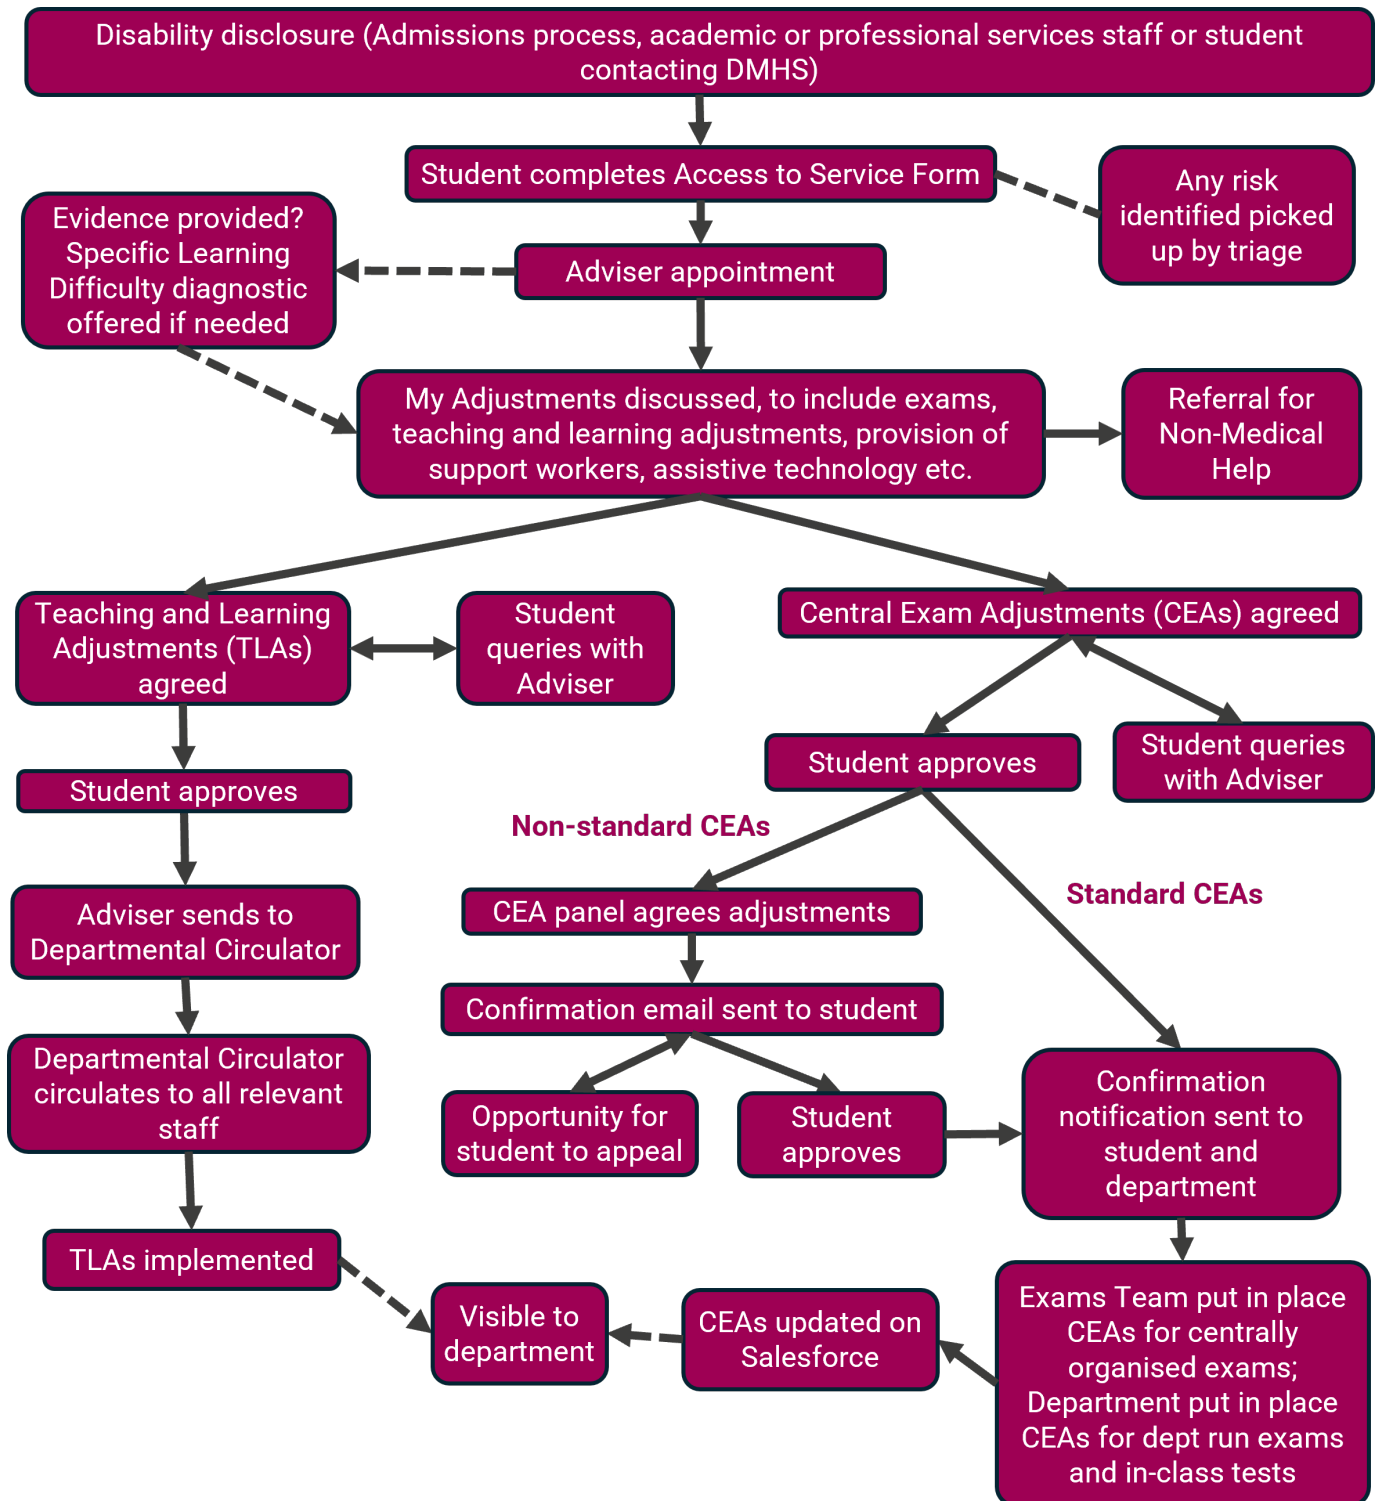 Disability disclosure (Admissions process, academic or professional services staff or student
contacting DMHS)
Student completes Access to Service Form
Any risk
identified picked
up by triage
Evidence provided?
Specific Learning
Difficulty diagnostic
offered if needed
Adviser appointment
My Adjustments discussed, to include exams,
teaching and learning adjustments, provision of
support workers, assistive technology etc.
Referral for
Non-Medical
Help
Teaching and Learning
Adjustments (TLAs)
agreed
Student
queries with
Adviser
Central Exam Adjustments (CEAs) agreed
Student approves
Student queries
with Adviser
Student approves
Non-standard CEAs
Standard CEAs
Adviser sends to
Departmental Circulator
CEA panel agrees adjustments
Confirmation email sent to student
Departmental Circulator
circulates to all relevant
staff
Opportunity for
student to appeal
Student
approves
Confirmation
notification sent to
student and
department
TLAs implemented
Visible to
department
CEAs updated on
Salesforce
Exams Team put in place
CEAs for centrally
organised exams;
Department put in place
CEAs for dept run exams
and in-class tests